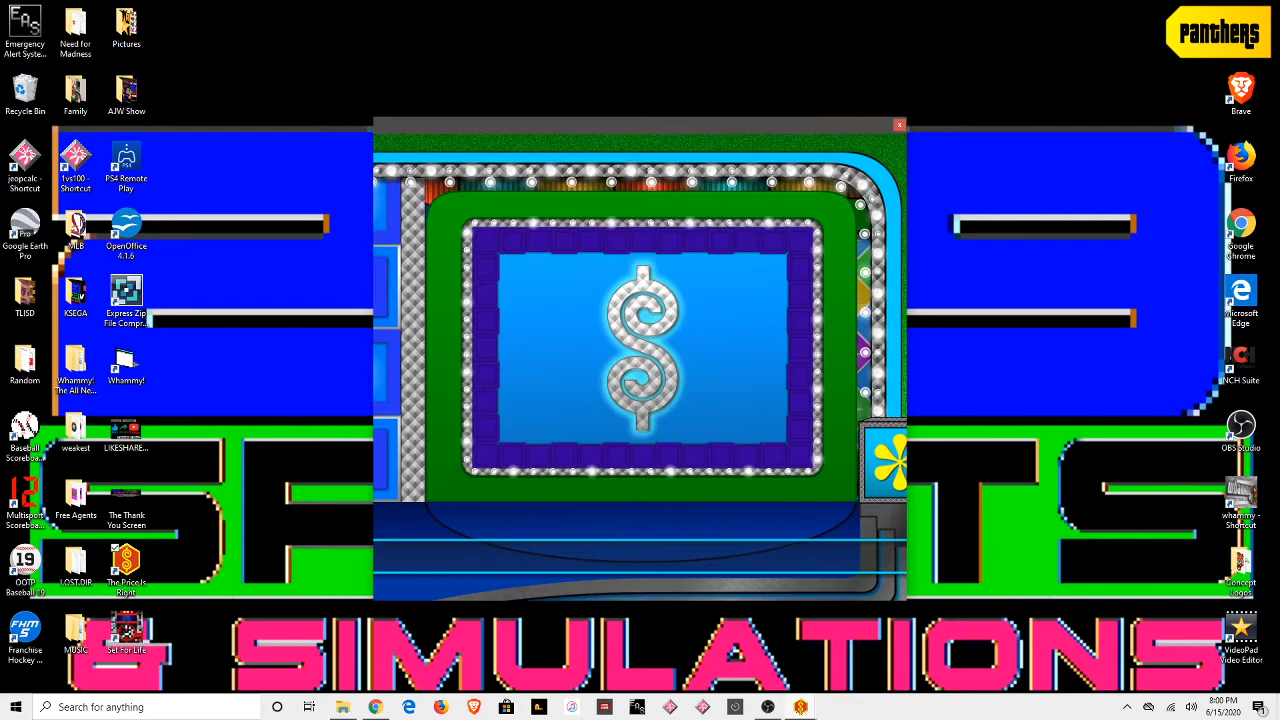 Emergency
Alert Syste...
Need for
Madness
Pictures
PANTHERS
Recycle Bin
Family
AJW Show
Brave
x
jeopcalc -
Shortcut
1vs100 -
Shortcut
PS4 Remote
Play
Firefox
Google Earth
Pro
MLB
OpenOffice
4.1.6
Google
Chrome
TLISD
KSEGA
Express Zip
File Compr...
Microsoft
Edge
Random
Whammy!
The All Ne...
Whammy!
NCH Suite
Baseball
Scoreboa...
weakest
LIKESHARE...
OBS Studio
Multisport
Scoreboa...
Free Agents
The Thank
You Screen
whammy -
Shortcut
OOTP
Baseball 19
LOST.DIR
The Price Is
Right
Concept
Logos
Franchise
Hockey ...
MUSIC
Set For Life
VideoPad
Video Editor
& SIMULATIONS
Search for anything
8:00 PM
6/15/2020